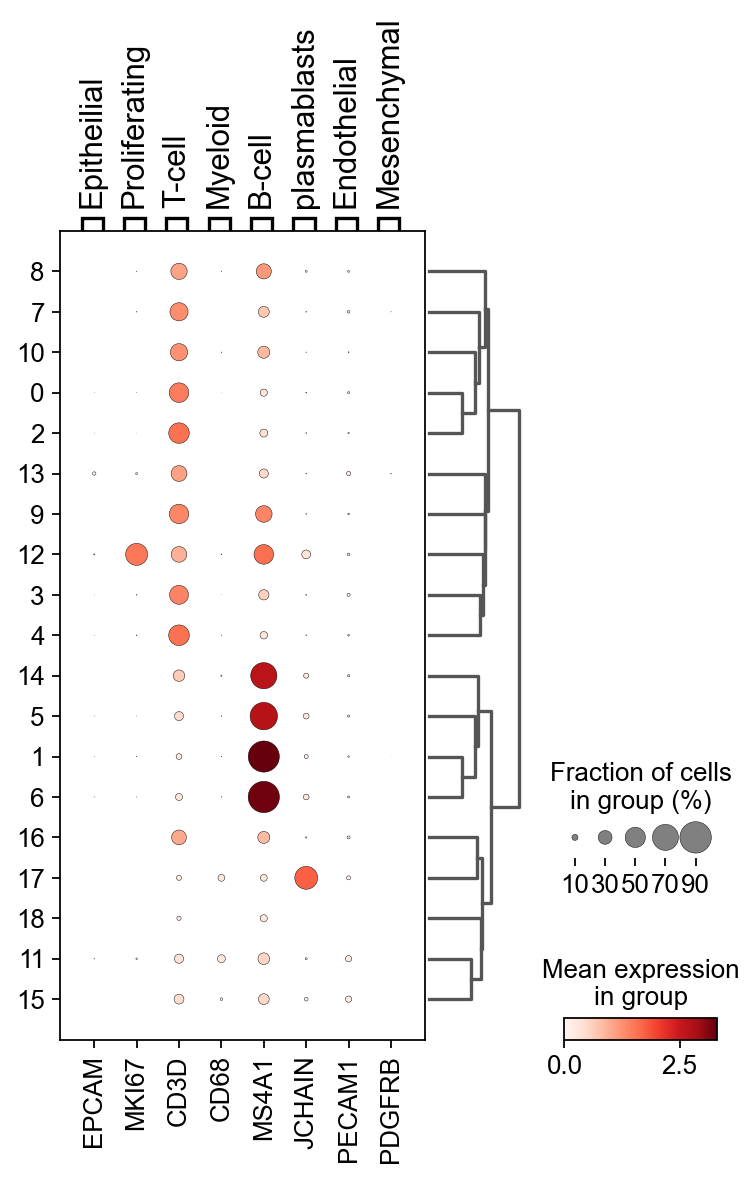 Epitheilial
Proliferating
T-cell
Myeloid
B-cell
plasmablasts
Endothelial
Mesenchymal
8
7
10
0
2
13
9
12
3
4
14
5
1
6
16
17
18
11
15
EPCAM
MKI67
CD3D
CD68
MS4A1
JCHAIN
PECAM1
PDGFRB
Fraction of cells
in group (%)
10 30 50 70 90
Mean expression
in group
0.0 2.5